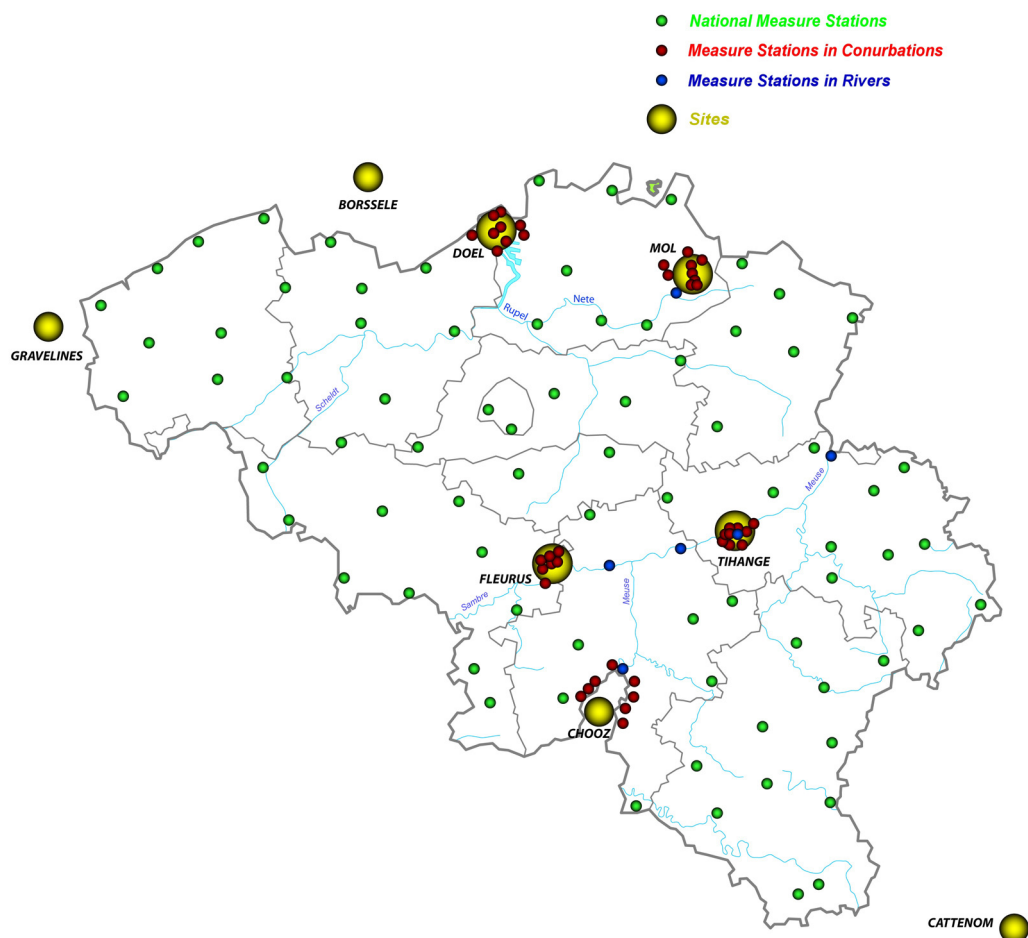 National Measure Stations
Measure Stations in Conurbations
Measure Stations in Rivers
Sites
BORSSELE
DOEL
MOL
Nete
Rupel
GRAVELINES
Scheldt
Meuse
TIHANGE
FLEURUS
Sambre
Meuse
CHOOZ
CATTENOM